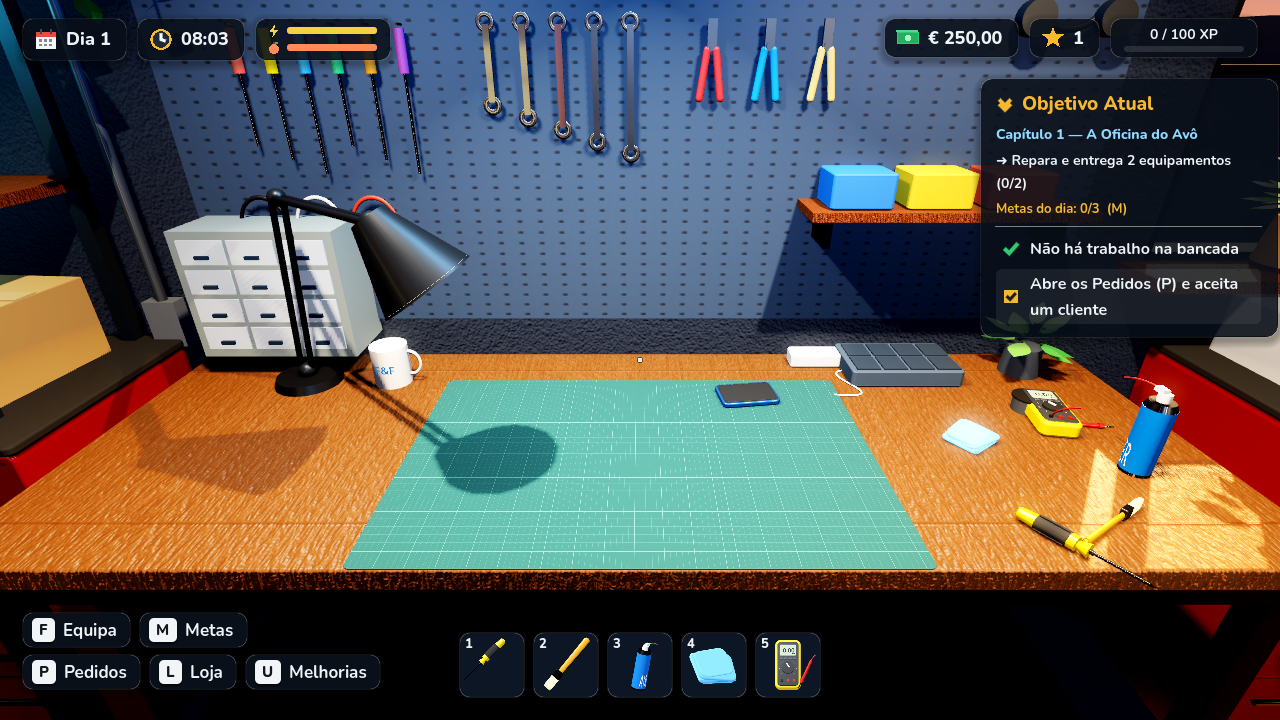 Dia 1
08:03
€ 250,00
1
0 / 100 XP
Objetivo Atual
Capítulo 1 — A Oficina do Avô
➜ Repara e entrega 2 equipamentos
(0/2)
Metas do dia: 0/3 (M)
Não há trabalho na bancada
Abre os Pedidos (P) e aceita
um cliente
F Equipa
M Metas
P Pedidos
L Loja
U Melhorias
1
2
3
4
5
0.00